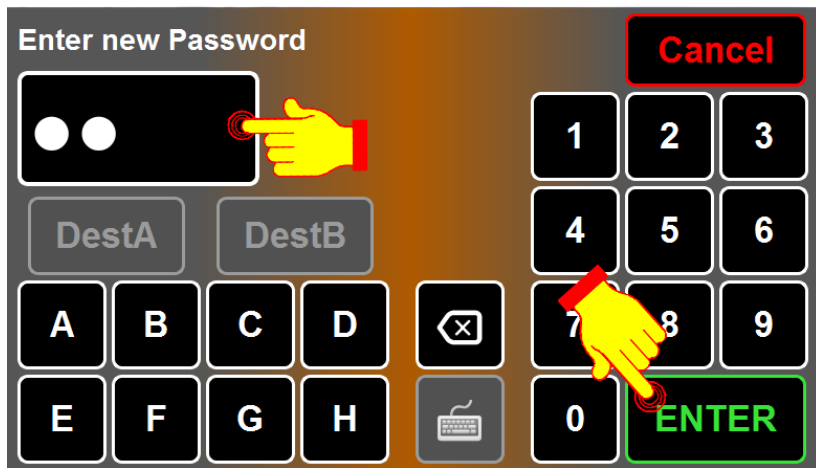 Enter new Password
Cancel
1 2 3
DestA DestB
4 5 6
A B C D
7 8 9
E F G H
0 ENTER